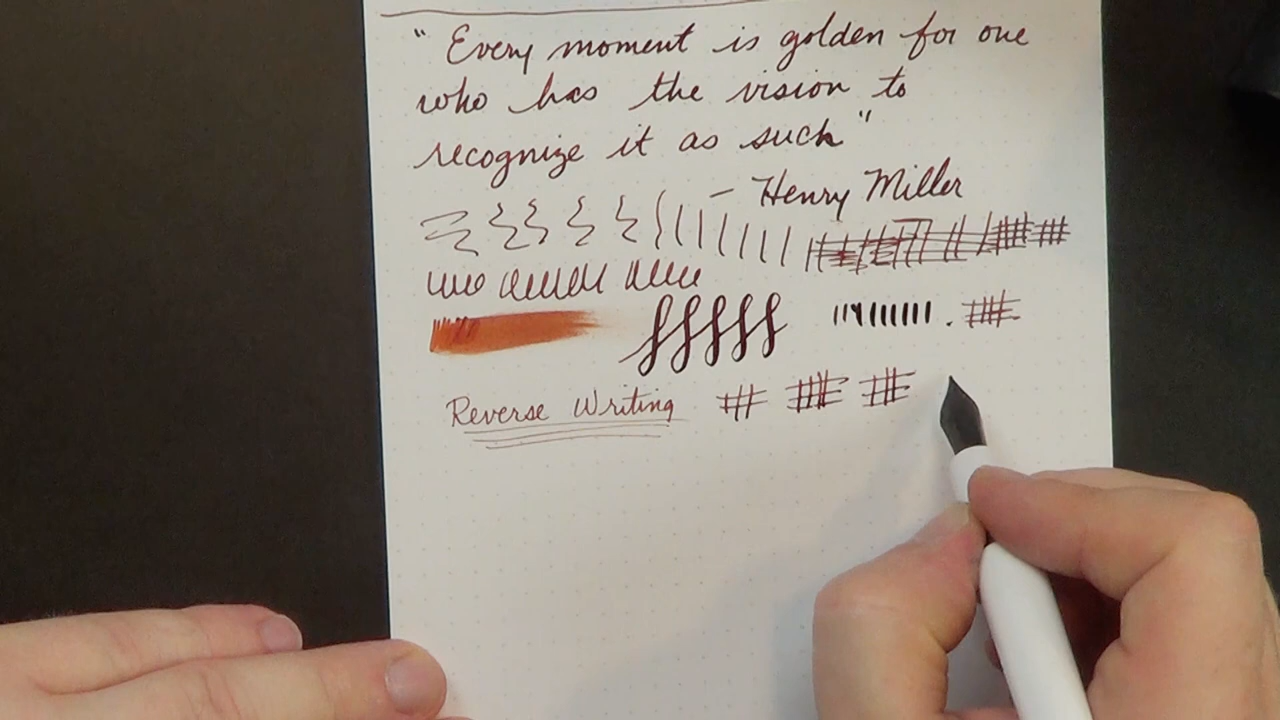 " Every moment is golden for one
who has the vision to
recognize it as such "
— Henry Miller
Reverse Writing